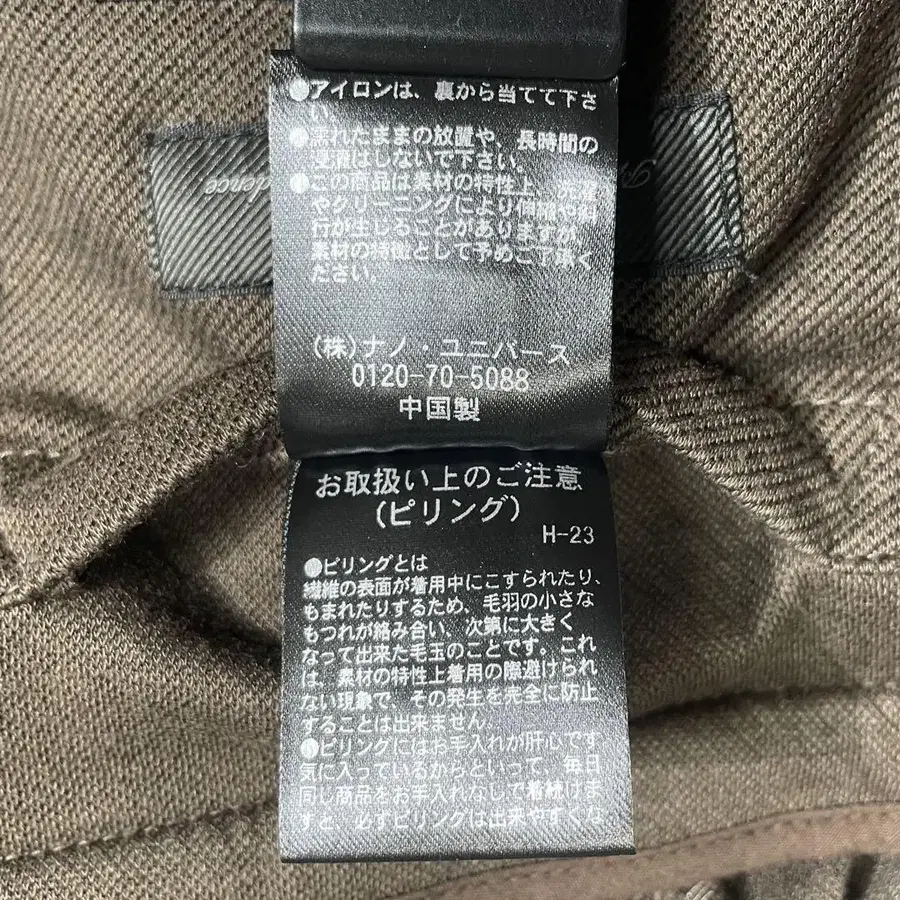 ●アイロンは、裏から当てて下さ
い。
●濡れたままの放置や、長時間の
受漬はしないで下さい。
●この商品は素材の特性上、洗濯
やクリーニングにより
行が生じることがありますが、
素材の特徴として予めご了承く
ださい。
(株)ナノ・ユニバース
0120-70-5088
中国製
お取扱い上のご注意
(ピリング)
H-23
●ピリングとは
繊維の表面が着用中にこすられたり、
もまれたりするため、毛羽の小さな
もつれが絡み合い、次第に大きく
なって出来た毛玉のことです。これ
は、素材の特性上着用の際避けられ
ない現象で、その発生を完全に防止
することは出来ません。
●ピリングにはお手入れが肝心です
気に入っているからといって、毎日
同じ商品をお手入れなしで着続けま
すと、必ずピリングは出来やすくな